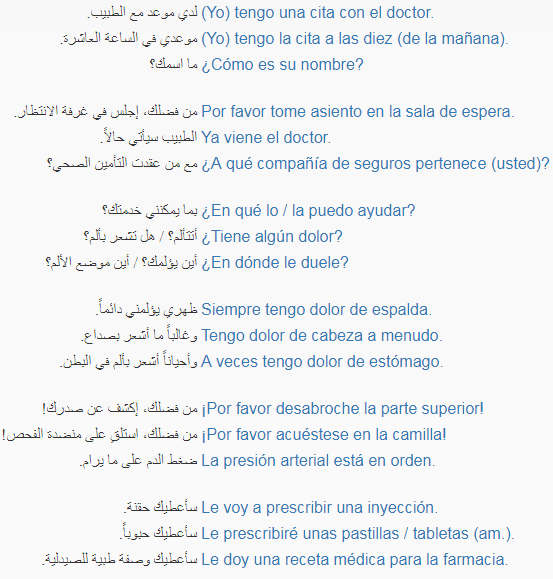 لدي موعد مع الطبيب. (Yo) tengo una cita con el doctor.
موعدي في الساعة العاشرة. (Yo) tengo la cita a las diez (de la mañana).
ما اسمك؟ ¿Cómo es su nombre?
من فضلك، إجلس في غرفة الانتظار. Por favor tome asiento en la sala de espera.
الطبيب سيأتي حالاً. Ya viene el doctor.
مع من عقدت التأمين الصحي؟ ¿A qué compañía de seguros pertenece (usted)?
بما يمكنني خدمتك؟ ¿En qué lo / la puedo ayudar?
أتتألم؟ / هل تشعر بألم؟ ¿Tiene algún dolor?
أين يؤلمك؟ / أين موضع الألم؟ ¿En dónde le duele?
ظهري يؤلمني دائماً. Siempre tengo dolor de espalda.
وغالباً ما أشعر بصداع. Tengo dolor de cabeza a menudo.
وأحياناً أشعر بألم في البطن. A veces tengo dolor de estómago.
من فضلك، إكشف عن صدرك! ¡Por favor desabroche la parte superior!
من فضلك، استلق على منضدة الفحص! ¡Por favor acuéstese en la camilla!
ضغط الدم على ما يرام. La presión arterial está en orden.
سأعطيك حقنة. Le voy a prescribir una inyección.
سأعطيك حبوباً. Le prescribiré unas pastillas / tabletas (am.).
سأعطيك وصفة طبية للصيدلية. Le doy una receta médica para la farmacia.